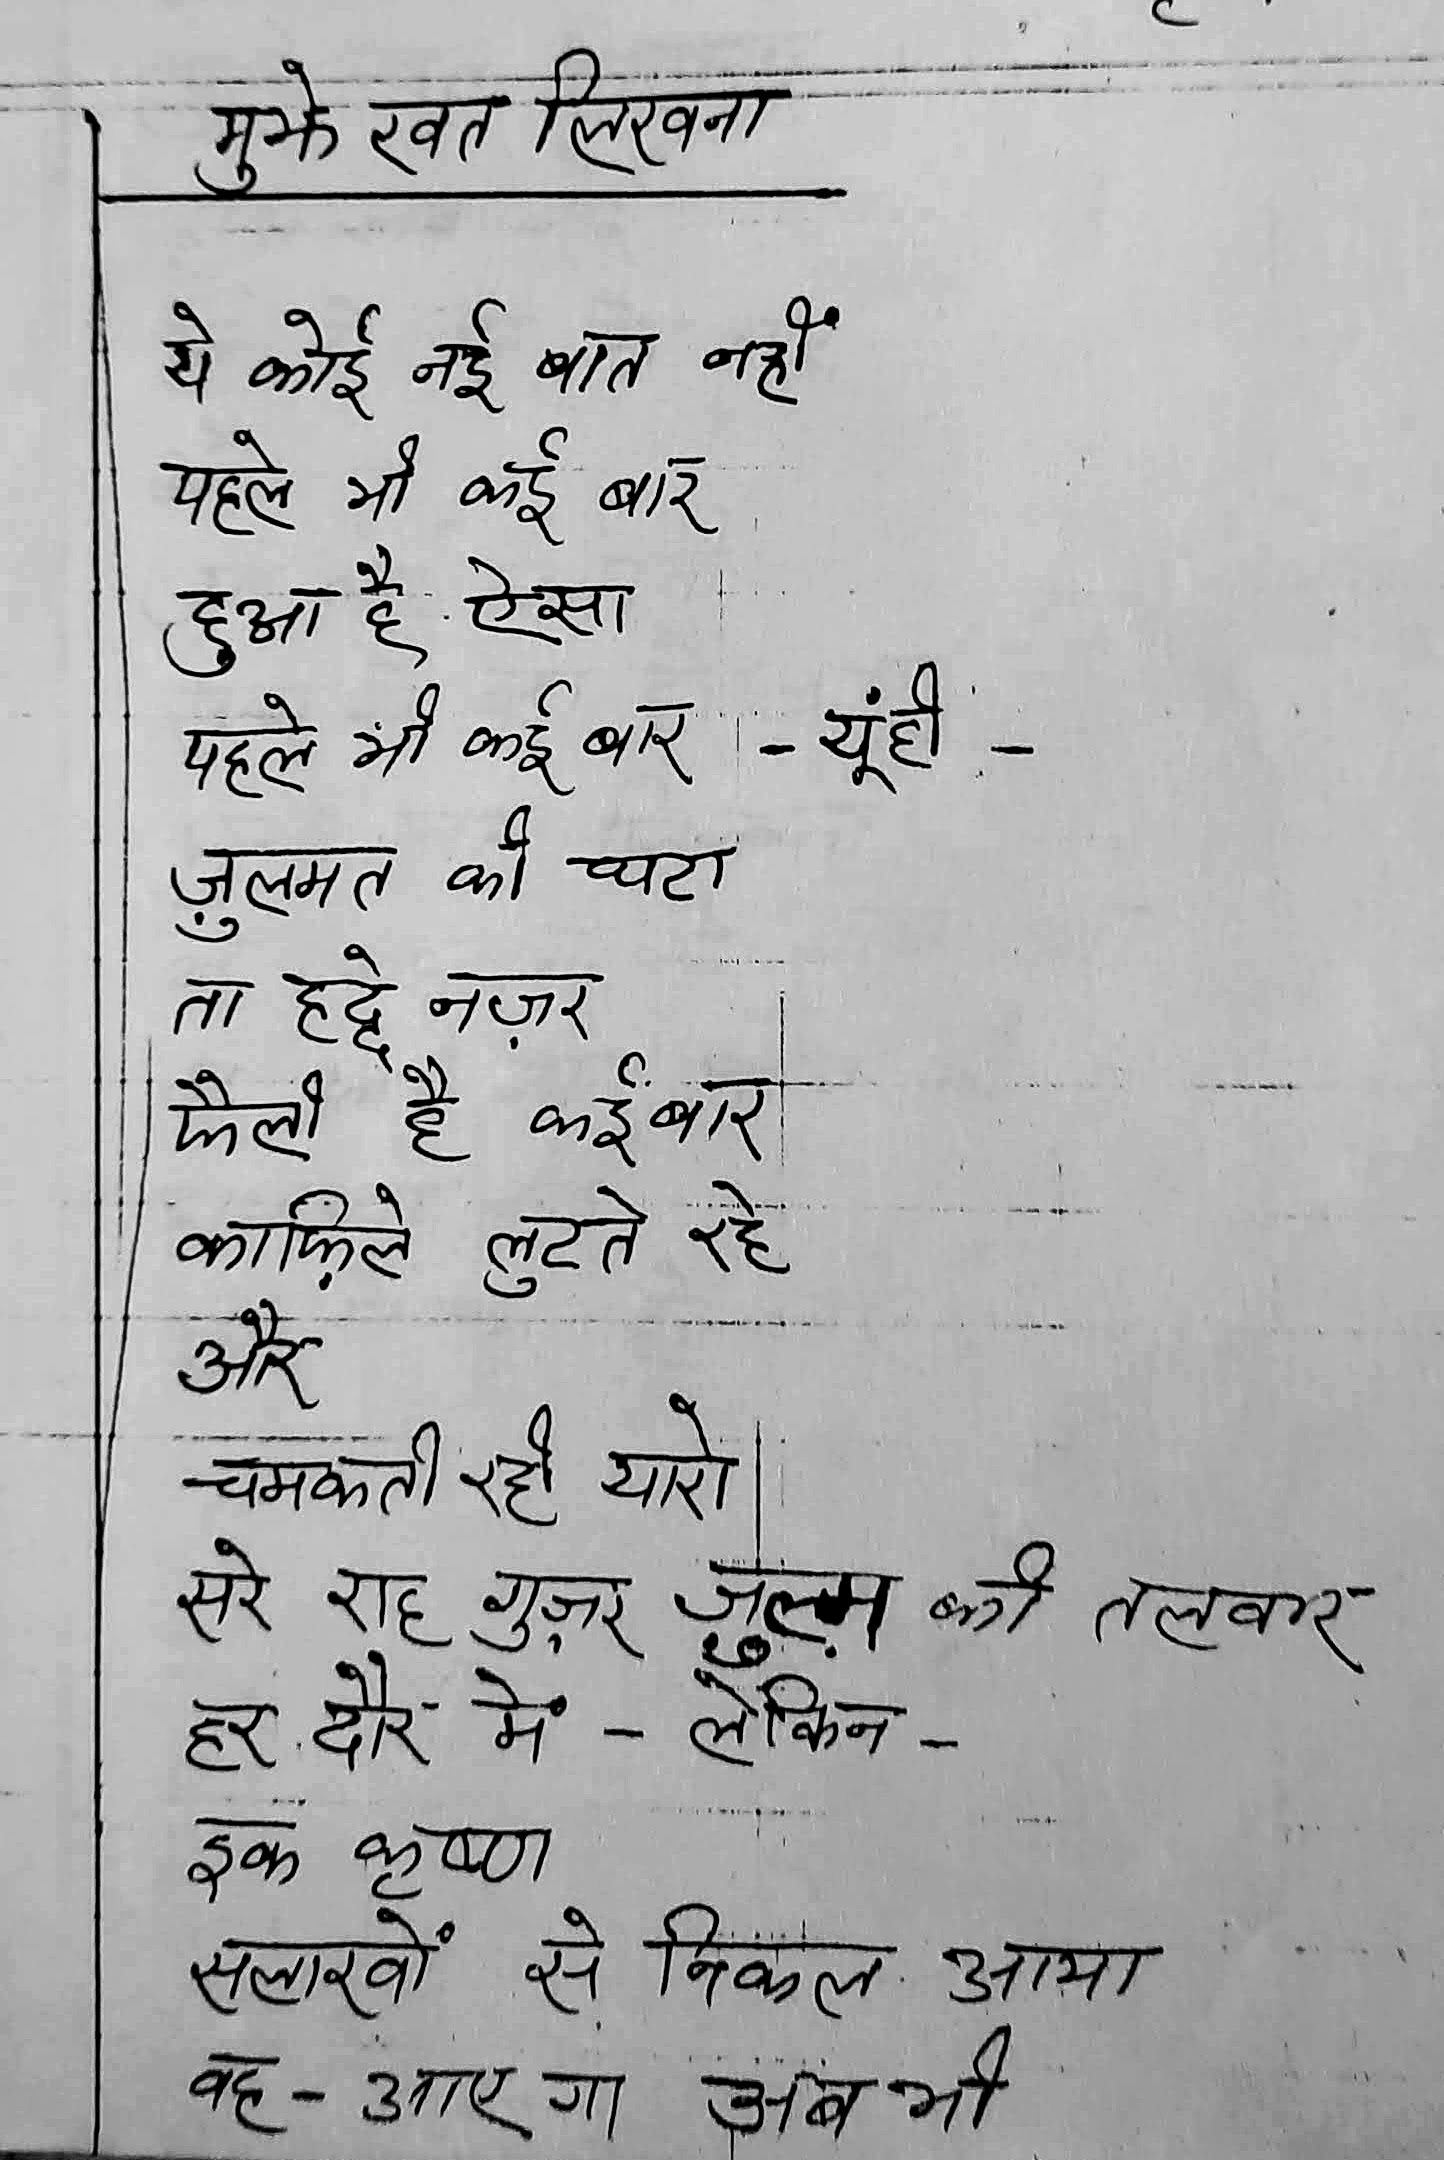 मुझे खत लिखना
ये कोई नई बात नहीं
पहले भी कई बार
हुआ है ऐसा
पहले भी कई बार - यूंही -
ज़ुलमत की घटा
ता हद्दे नज़र
फैली है कई बार
काफ़िले लुटते रहे
और
चमकती रही यारो
सरे राह गुज़र ज़ुल्म की तलवार
हर दौर में - लेकिन -
इक कृष्ण
सलाखों से निकल आया
वह - आए गा अब भी